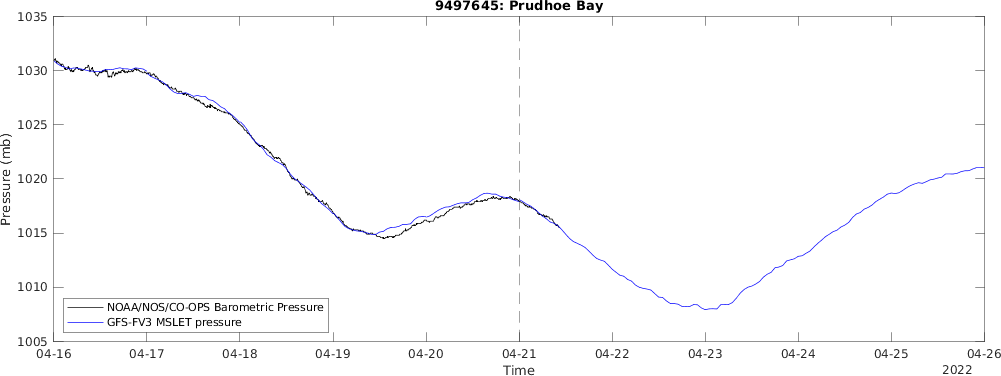 9497645: Prudhoe Bay
1035
1030
1025
1020
1015
1010
1005
Pressure (mb)
NOAA/NOS/CO-OPS Barometric Pressure
GFS-FV3 MSLET pressure
04-16 04-17 04-18 04-19 04-20 04-21 04-22 04-23 04-24 04-25 04-26
Time
2022